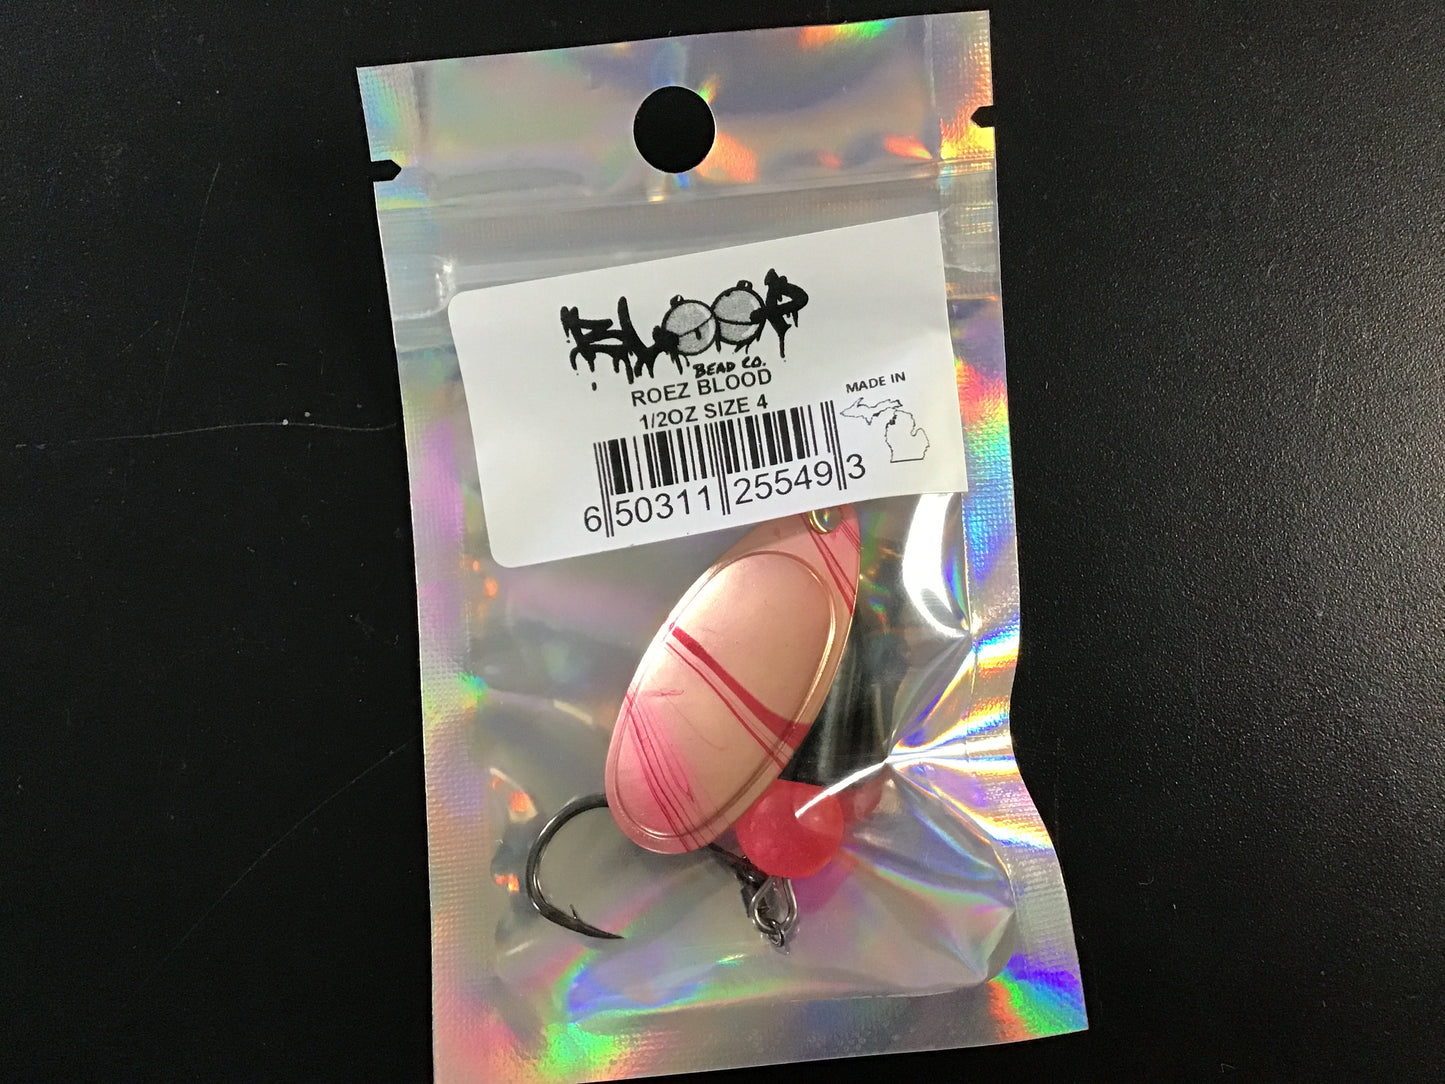 BLOOP
BEAD CO.
ROEZ BLOOD
1/2OZ SIZE 4
MADE IN
6 50311 25549 3